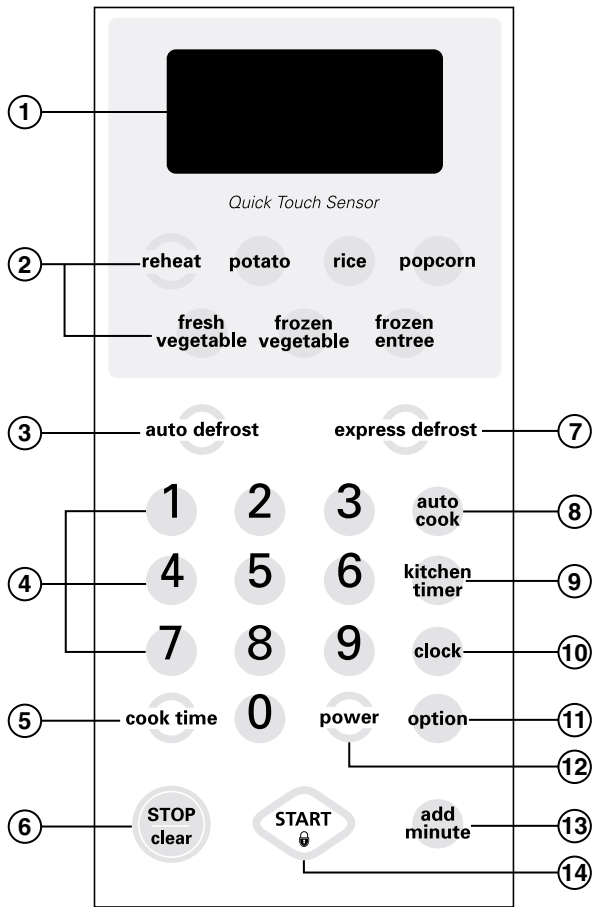 1
Quick Touch Sensor
2
reheat potato rice popcorn
fresh vegetable frozen vegetable frozen entree
3 auto defrost express defrost 7
1 2 3 auto cook 8
4 4 5 6 kitchen timer 9
7 8 9 clock 10
5 cook time 0 power option 11
12
6 STOP clear START add minute 13
14